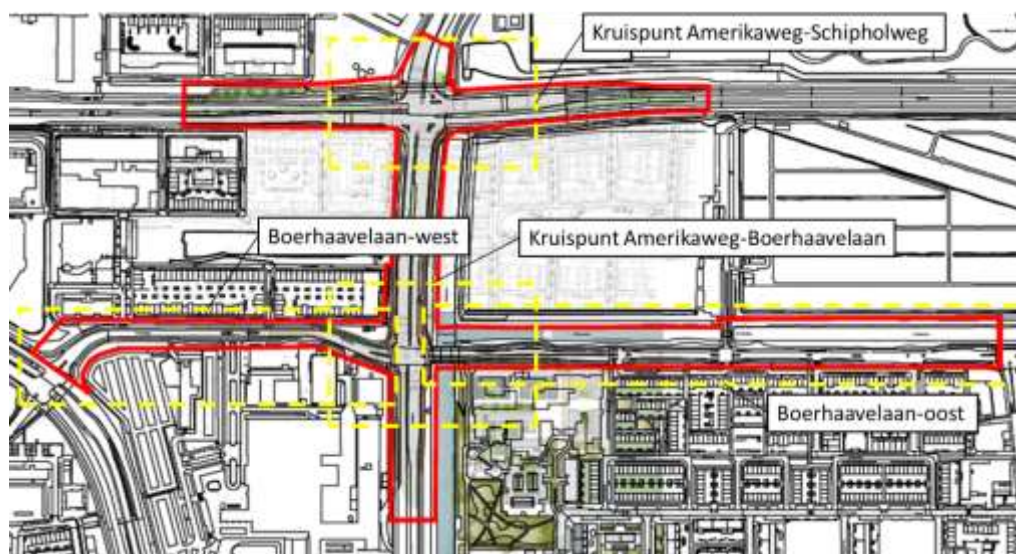 Kruispunt Amerikaweg-Schipholweg
Boerhaavelaan-west
Kruispunt Amerikaweg-Boerhaavelaan
Boerhaavelaan-oost